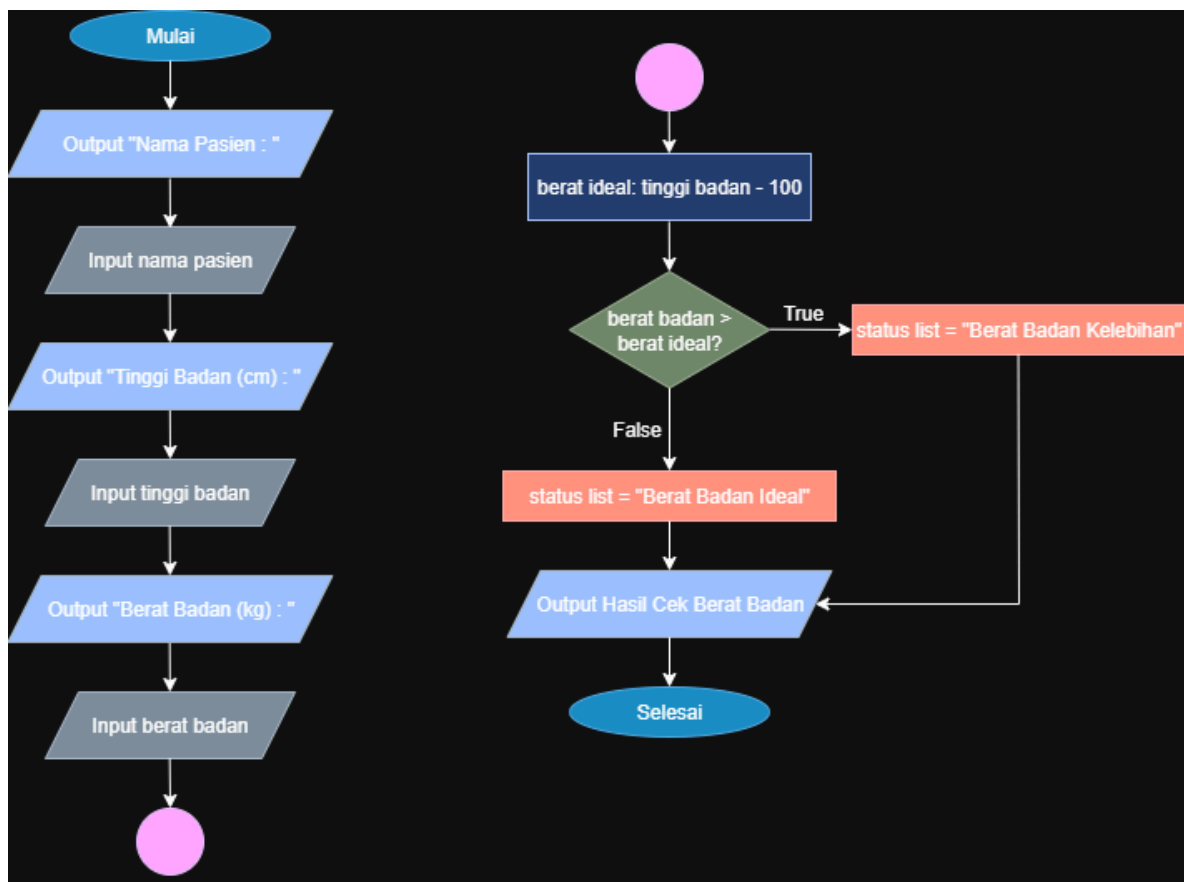 Mulai
Output "Nama Pasien : "
Input nama pasien
Output "Tinggi Badan (cm) : "
Input tinggi badan
Output "Berat Badan (kg) : "
Input berat badan
berat ideal: tinggi badan - 100
berat badan >
berat ideal?
True
status list = "Berat Badan Kelebihan"
False
status list = "Berat Badan Ideal"
Output Hasil Cek Berat Badan
Selesai